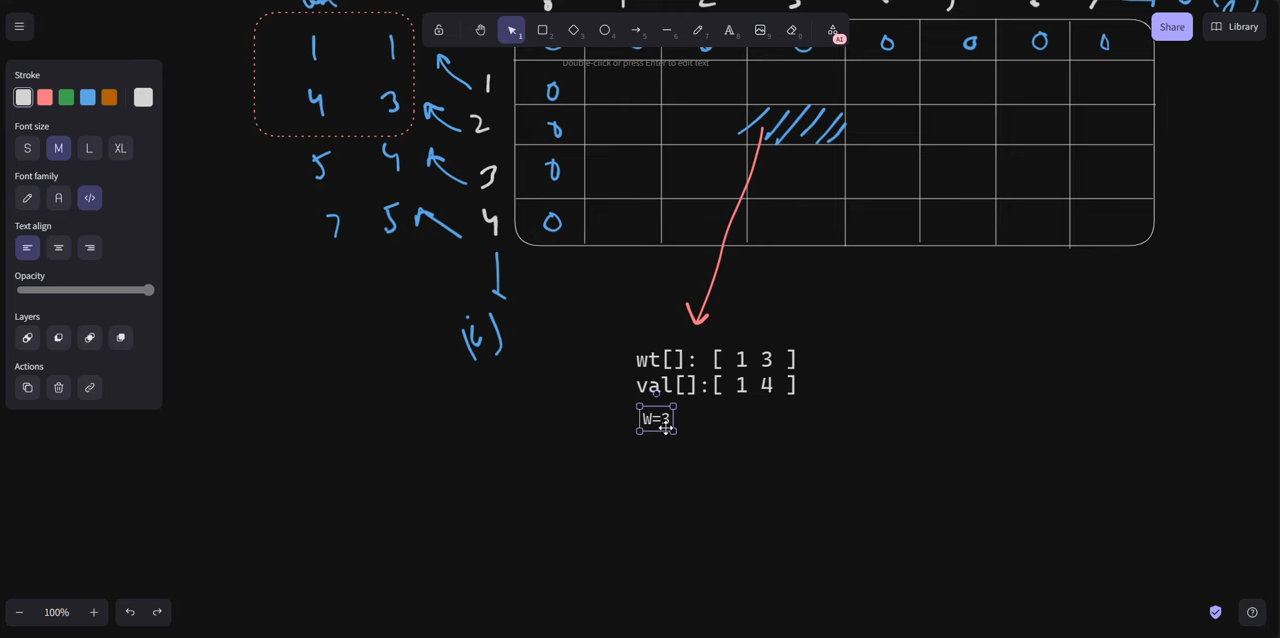 Share
Library
AI
Double-click or press Enter to edit text
Stroke
Font size
S M L XL
Font family
A
Text align
Opacity
Layers
Actions
1 1
4 3
5 4
7 5
1
2
3
4
(i)
0 0 0 0
0
0
0
0
wt[]: [ 1 3 ]
val[]:[ 1 4 ]
W=3
100%